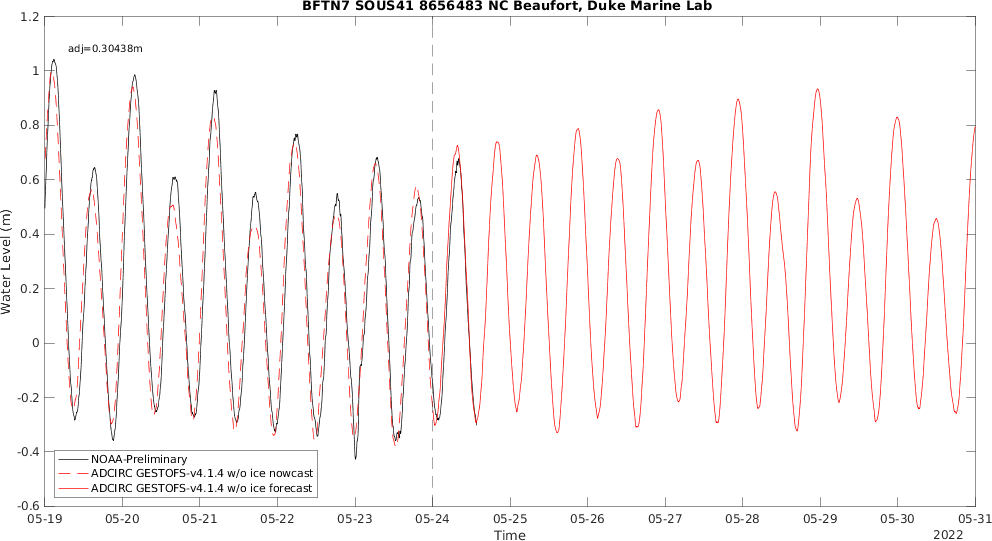 BFTN7 SOUS41 8656483 NC Beaufort, Duke Marine Lab
1.2
adj=0.30438m
1
0.8
0.6
0.4
0.2
0
-0.2
-0.4
-0.6
Water Level (m)
NOAA-Preliminary
ADCIRC GESTOFS-v4.1.4 w/o ice nowcast
ADCIRC GESTOFS-v4.1.4 w/o ice forecast
05-19 05-20 05-21 05-22 05-23 05-24 05-25 05-26 05-27 05-28 05-29 05-30 05-31
Time
2022